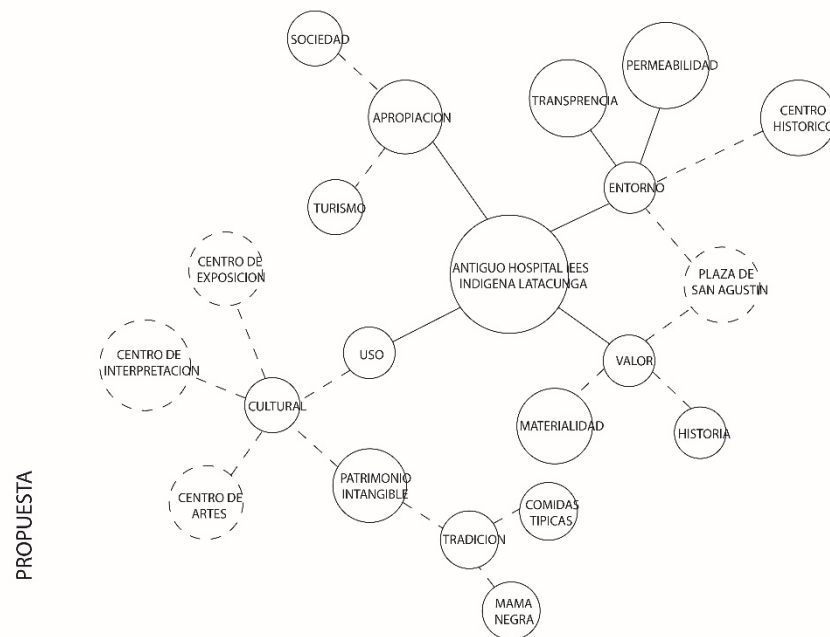 SOCIEDAD
PERMEABILIDAD
TRANSPRENCIA
CENTRO
HISTORICO
APROPIACION
ENTORNO
TURISMO
CENTRO DE
EXPOSICION
ANTIGUO HOSPITAL IEES
INDIGENA LATACUNGA
PLAZA DE
SAN AGUSTIN
CENTRO DE
INTERPRETACION
USO
VALOR
CULTURAL
MATERIALIDAD
HISTORIA
PATRIMONIO
INTANGIBLE
CENTRO DE
ARTES
COMIDAS
TIPICAS
TRADICION
MAMA
NEGRA
PROPUESTA